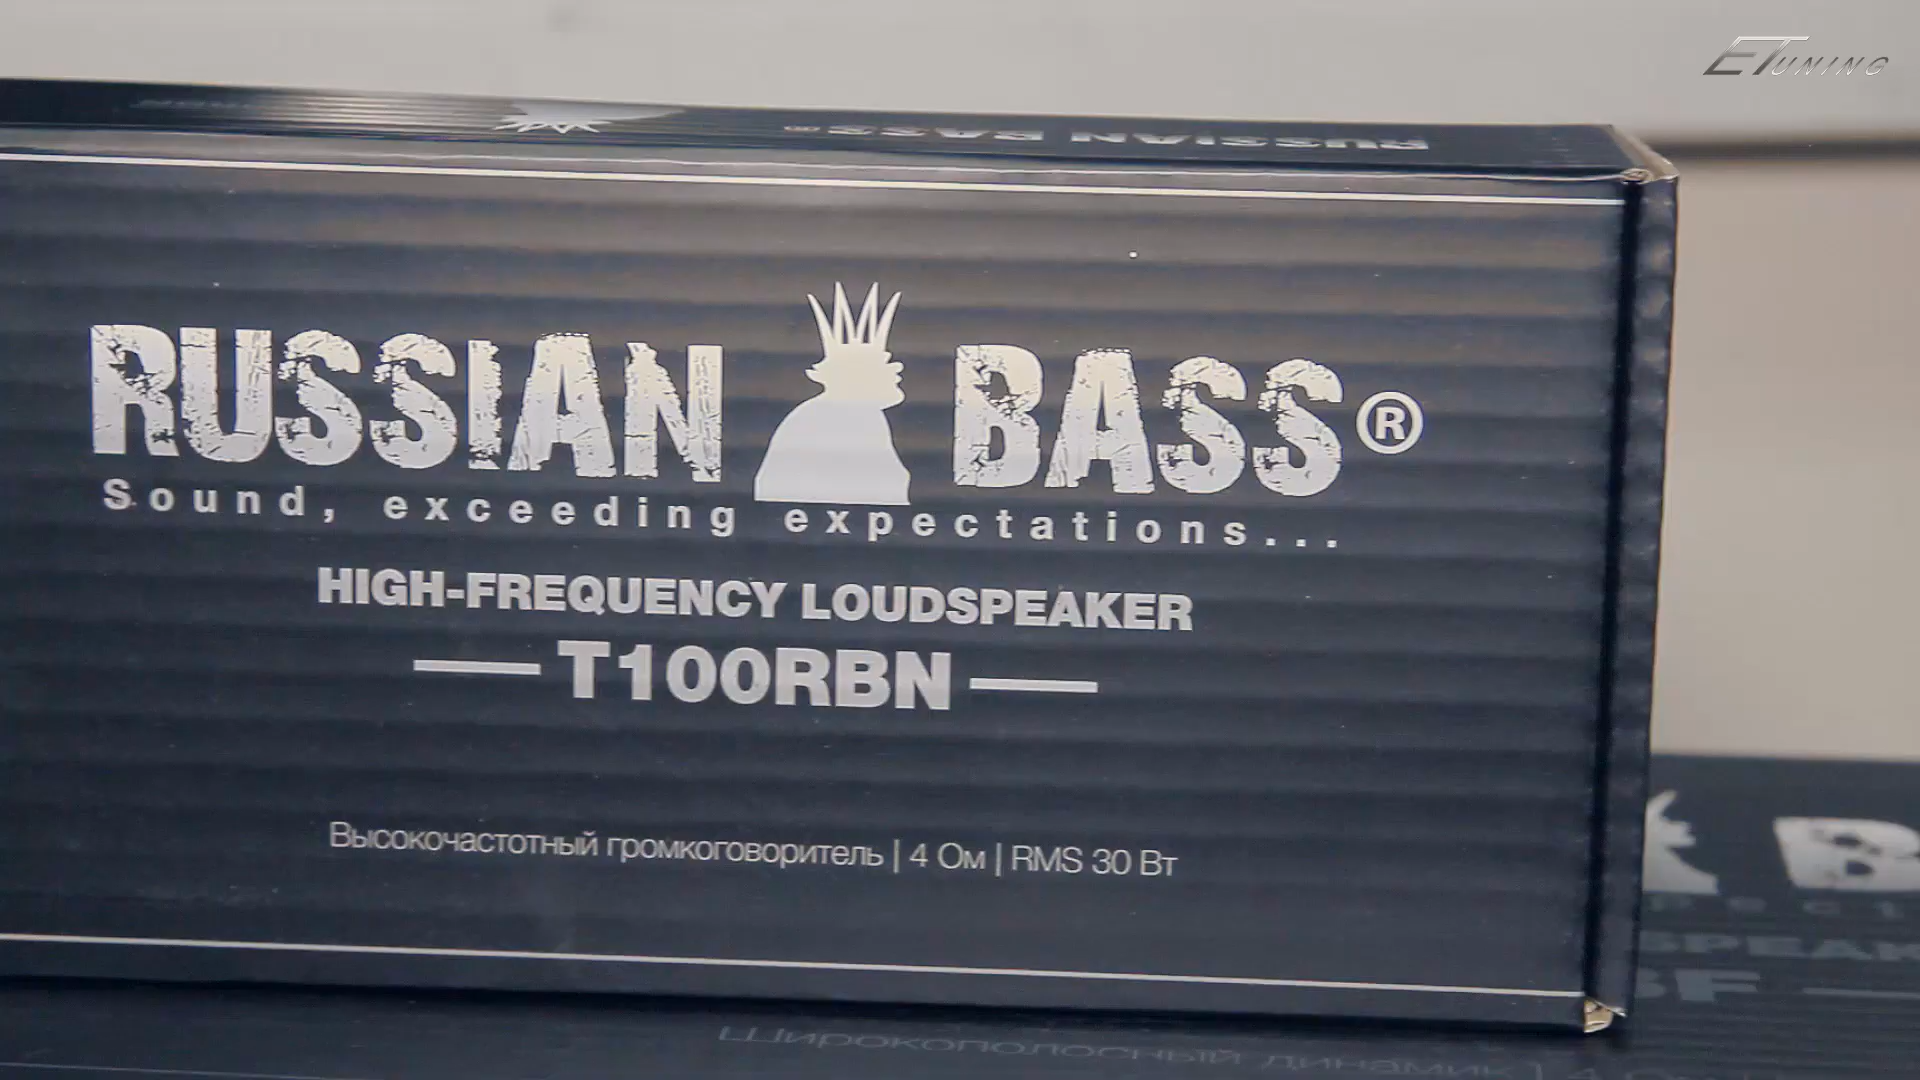 ETUNING
RUSSIAN BASS®
RUSSIAN BASS®
Sound, exceeding expectations...
HIGH-FREQUENCY LOUDSPEAKER
T100RBN
Высокочастотный громкоговоритель | 4 Ом | RMS 30 Вт
Широкополосный динамик | 4